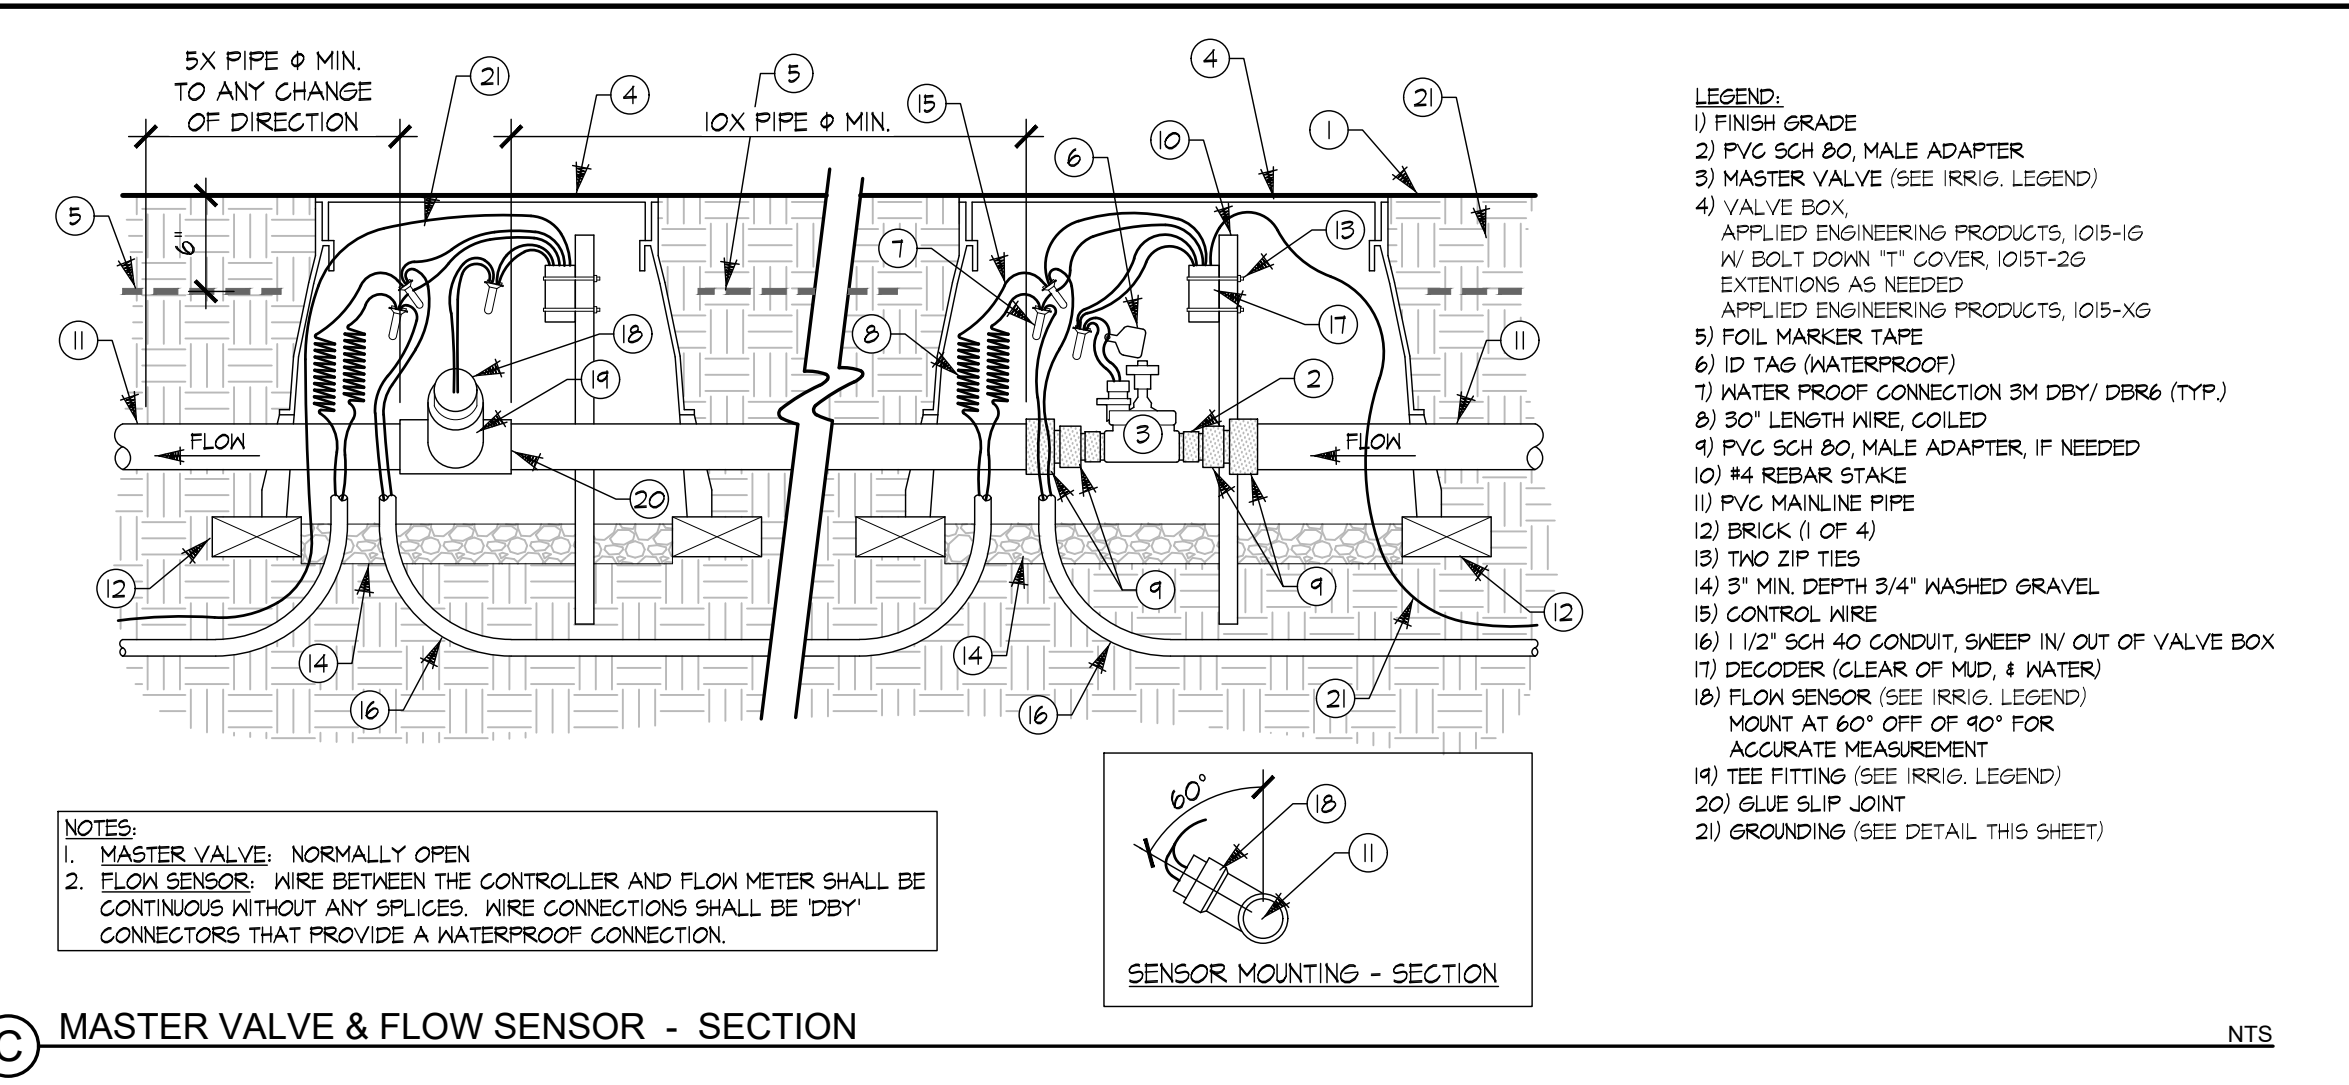 5X PIPE Φ MIN.
TO ANY CHANGE
OF DIRECTION
21
4
5
15
10X PIPE Φ MIN.
4
21
1
10
6
5
6"
7
13
11
18
8
17
11
19
2
FLOW
3
FLOW
20
12
9
9
12
14
14
16
16
21
LEGEND:
1) FINISH GRADE
2) PVC SCH 80, MALE ADAPTER
3) MASTER VALVE (SEE IRRIG. LEGEND)
4) VALVE BOX,
APPLIED ENGINEERING PRODUCTS, 1015-1G
W/ BOLT DOWN "T" COVER, 1015T-2G
EXTENTIONS AS NEEDED
APPLIED ENGINEERING PRODUCTS, 1015-XG
5) FOIL MARKER TAPE
6) ID TAG (WATERPROOF)
7) WATER PROOF CONNECTION 3M DBY/ DBR6 (TYP.)
8) 30" LENGTH WIRE, COILED
9) PVC SCH 80, MALE ADAPTER, IF NEEDED
10) #4 REBAR STAKE
11) PVC MAINLINE PIPE
12) BRICK (1 OF 4)
13) TWO ZIP TIES
14) 3" MIN. DEPTH 3/4" WASHED GRAVEL
15) CONTROL WIRE
16) 1 1/2" SCH 40 CONDUIT, SWEEP IN/ OUT OF VALVE BOX
17) DECODER (CLEAR OF MUD, & WATER)
18) FLOW SENSOR (SEE IRRIG. LEGEND)
MOUNT AT 60° OFF OF 90° FOR
ACCURATE MEASUREMENT
19) TEE FITTING (SEE IRRIG. LEGEND)
20) GLUE SLIP JOINT
21) GROUNDING (SEE DETAIL THIS SHEET)
NOTES:
1. MASTER VALVE: NORMALLY OPEN
2. FLOW SENSOR: WIRE BETWEEN THE CONTROLLER AND FLOW METER SHALL BE
CONTINUOUS WITHOUT ANY SPLICES. WIRE CONNECTIONS SHALL BE 'DBY'
CONNECTORS THAT PROVIDE A WATERPROOF CONNECTION.
60°
18
11
SENSOR MOUNTING - SECTION
C
MASTER VALVE & FLOW SENSOR - SECTION
NTS